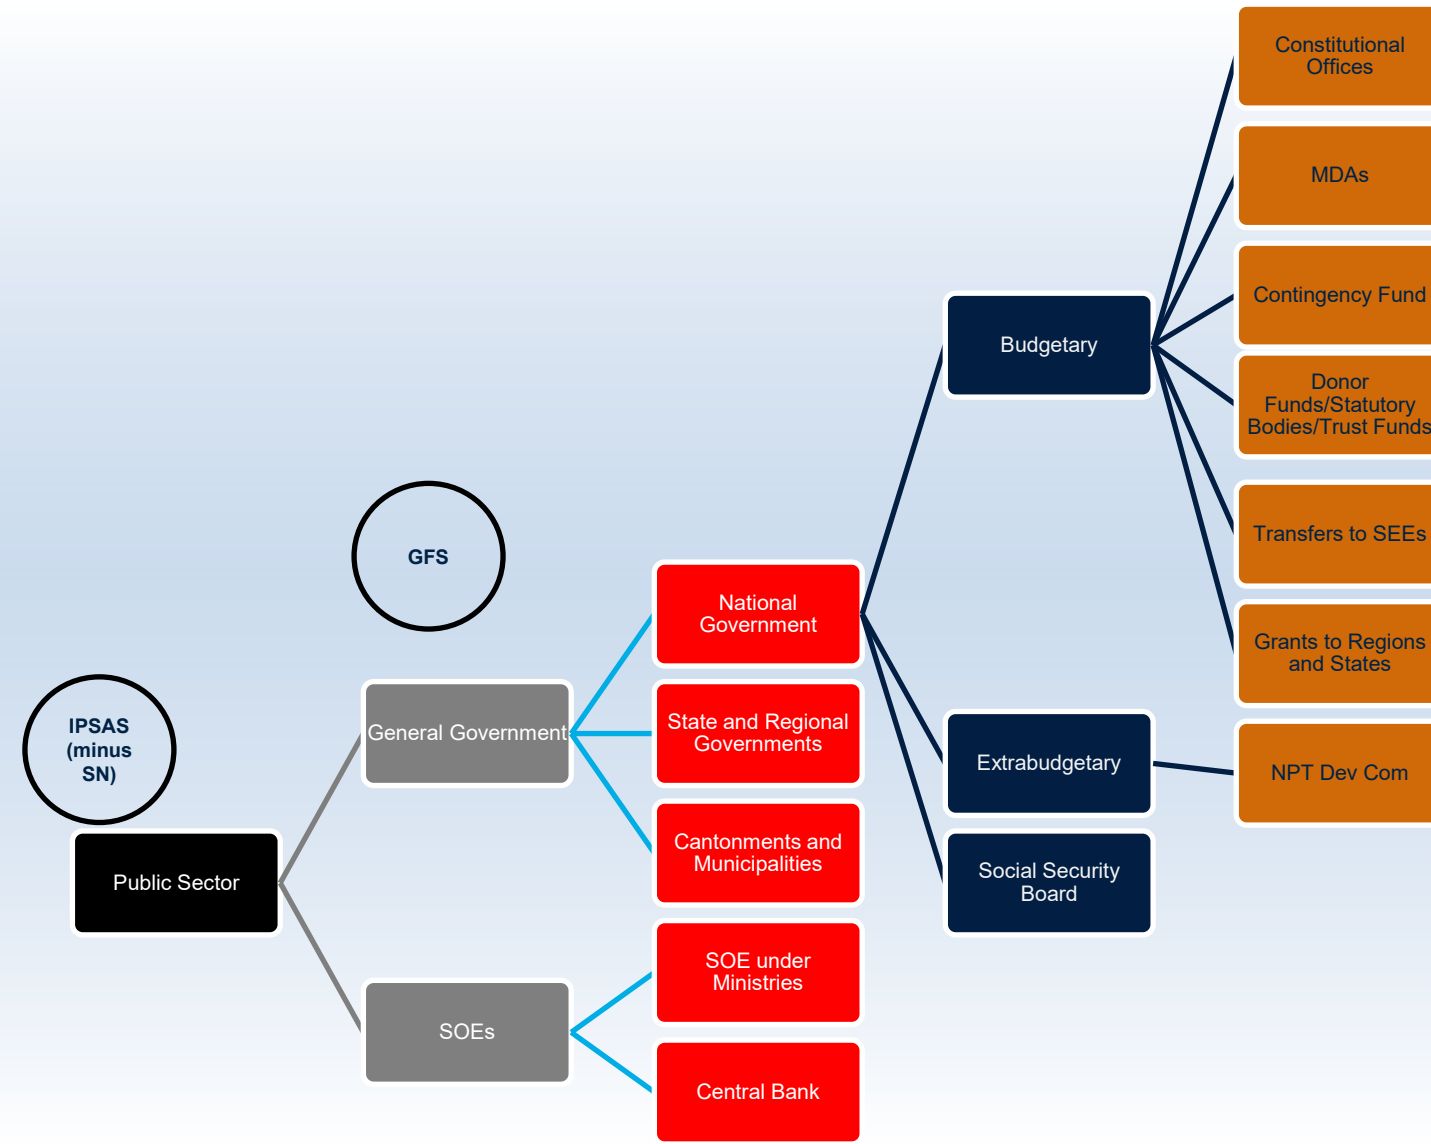 Constitutional
Offices
MDAs
Contingency Fund
Budgetary
Donor
Funds/Statutory
Bodies/Trust Funds
Transfers to SEEs
GFS
National
Government
Grants to Regions
and States
IPSAS
(minus
SN)
General Government
State and Regional
Governments
Extrabudgetary
NPT Dev Com
Cantonments and
Municipalities
Public Sector
Social Security
Board
SOE under
Ministries
SOEs
Central Bank